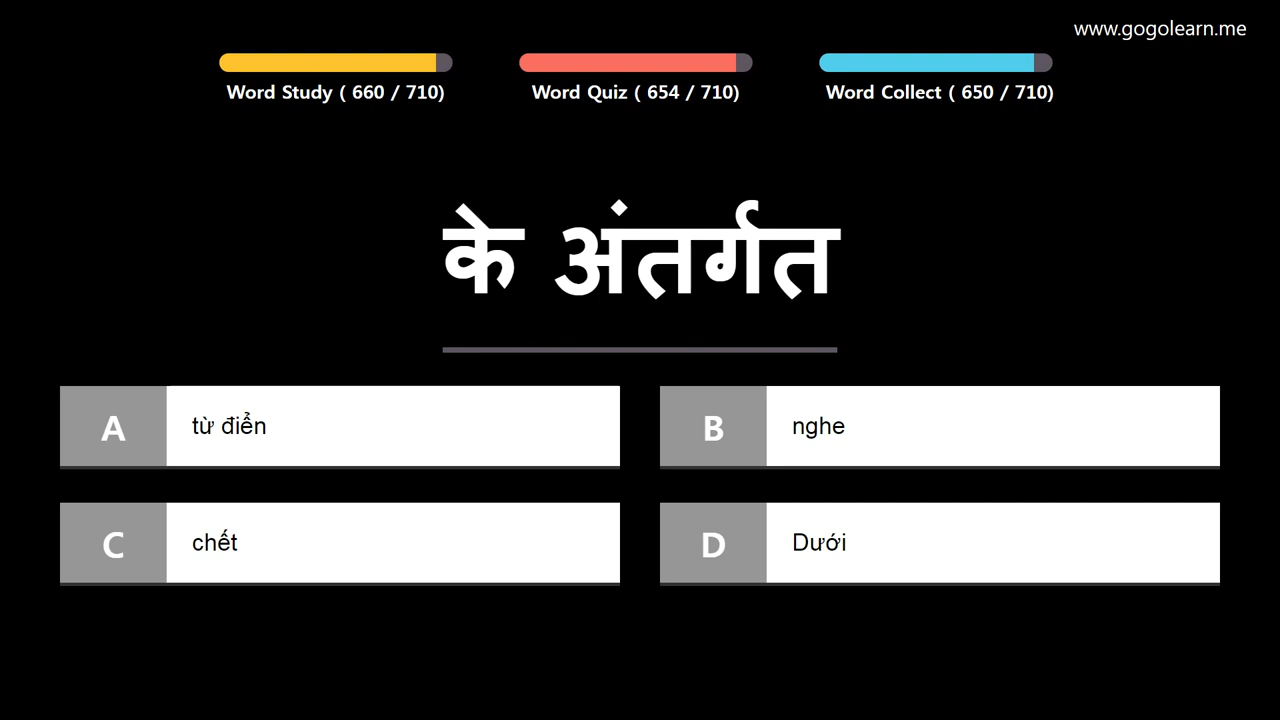 www.gogolearn.me
Word Study ( 660 / 710)
Word Quiz ( 654 / 710)
Word Collect ( 650 / 710)
के अंतर्गत
A từ điển
B nghe
C chết
D Dưới